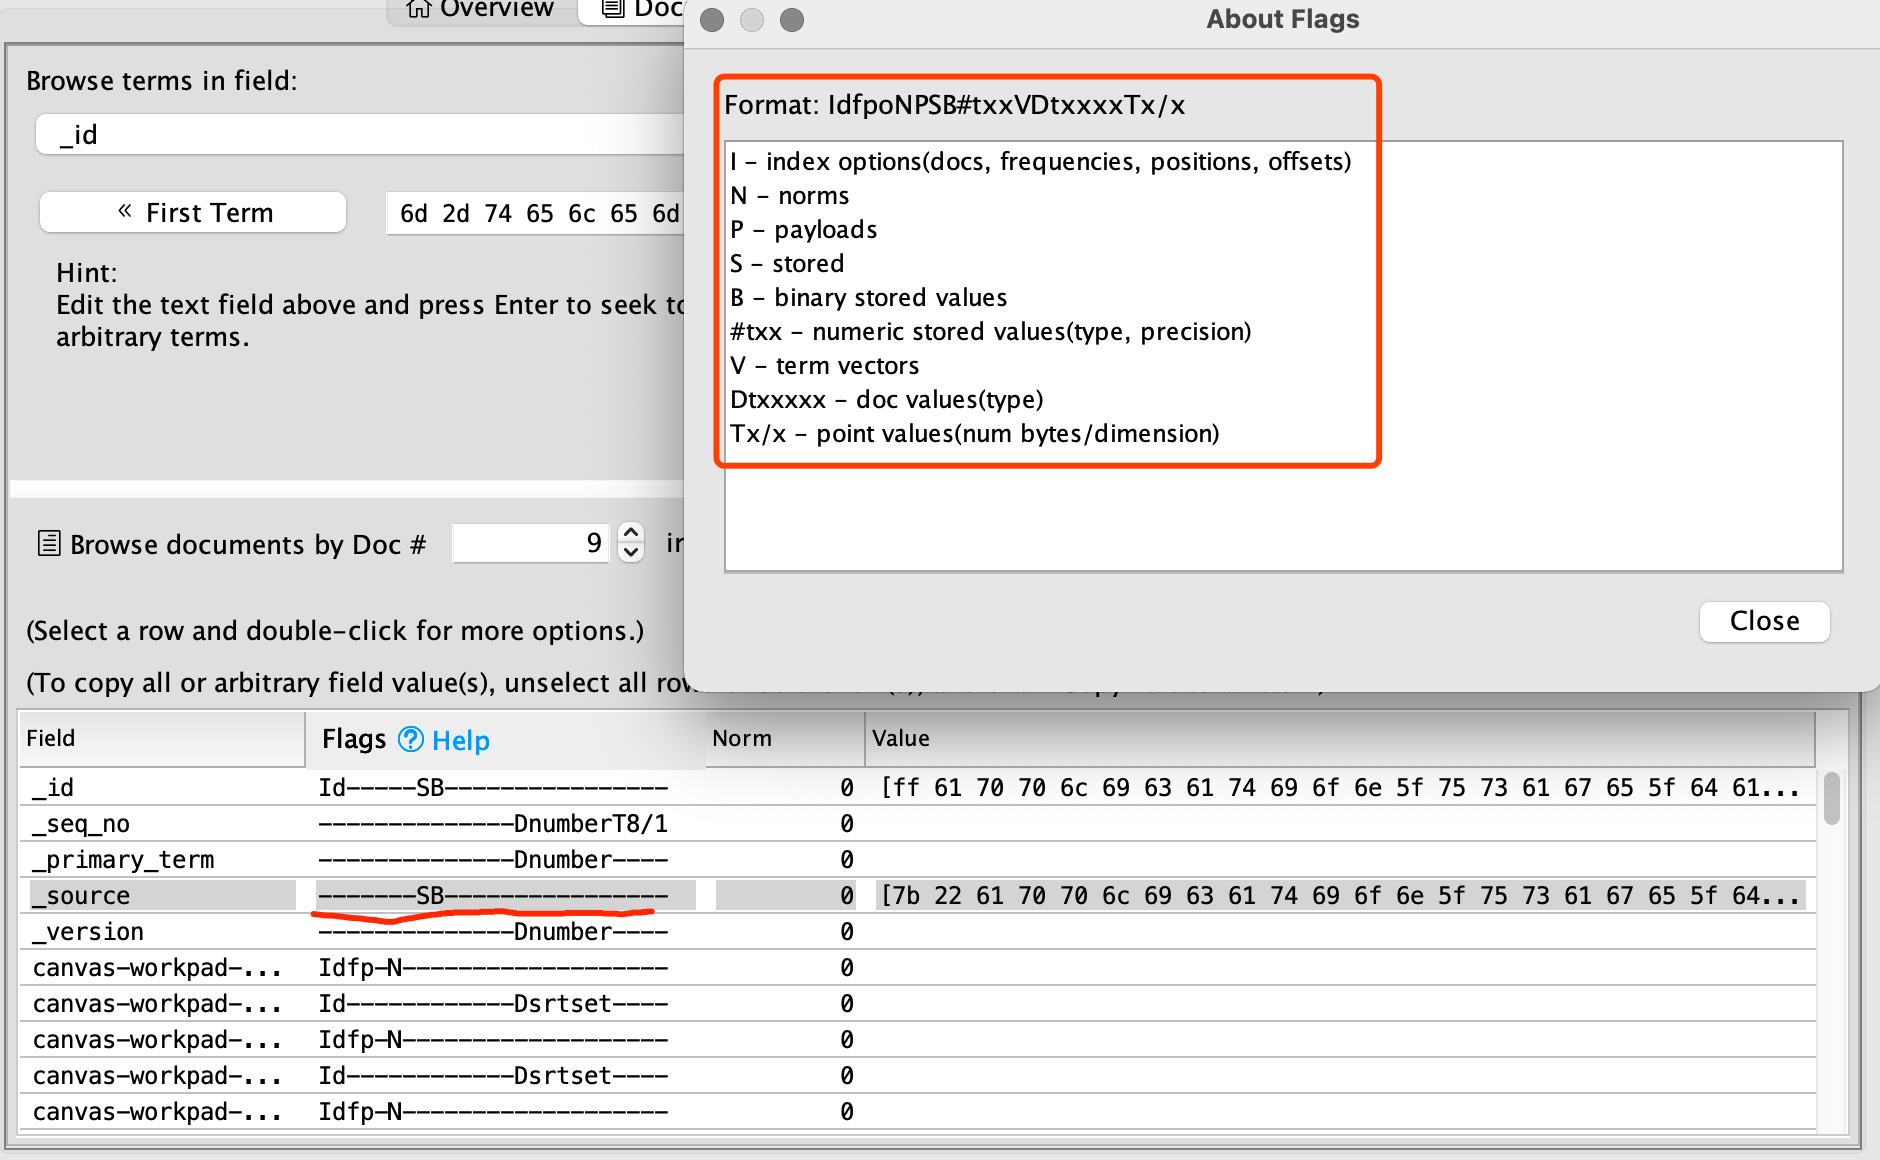 Overview
Doc
About Flags
Browse terms in field:
_id
« First Term
6d 2d 74 65 6c 65 6d
Hint:
Edit the text field above and press Enter to seek to
arbitrary terms.
Format: IdfpoNPSB#txxVDtxxxxTx/x
I - index options(docs, frequencies, positions, offsets)
N - norms
P - payloads
S - stored
B - binary stored values
#txx - numeric stored values(type, precision)
V - term vectors
Dtxxxxx - doc values(type)
Tx/x - point values(num bytes/dimension)
Close
Browse documents by Doc # 9
(Select a row and double-click for more options.)
(To copy all or arbitrary field value(s), unselect all
Field Flags ? Help Norm Value
_id Id-----SB---------------- 0 [ff 61 70 70 6c 69 63 61 74 69 6f 6e 5f 75 73 61 67 65 5f 64 61...
_seq_no --------------DnumberT8/1 0
_primary_term --------------Dnumber---- 0
_source -------SB---------------- 0 [7b 22 61 70 70 6c 69 63 61 74 69 6f 6e 5f 75 73 61 67 65 5f 64...
_version --------------Dnumber---- 0
canvas-workpad-... Idfp-N------------------- 0
canvas-workpad-... Id------------Dsrtset---- 0
canvas-workpad-... Idfp-N------------------- 0
canvas-workpad-... Id------------Dsrtset---- 0
canvas-workpad-... Idfp-N------------------- 0